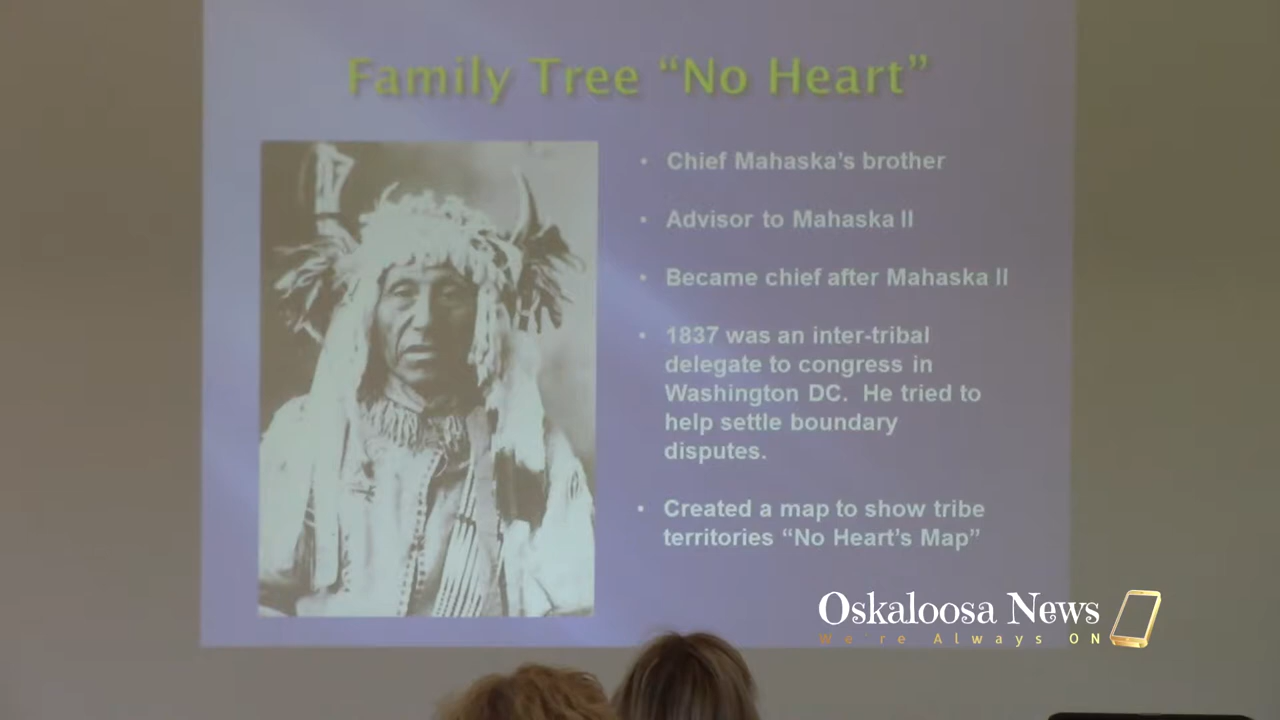 Family Tree “No Heart”
• Chief Mahaska’s brother
• Advisor to Mahaska II
• Became chief after Mahaska II
• 1837 was an inter-tribal
delegate to congress in
Washington DC.  He tried to
help settle boundary
disputes.
• Created a map to show tribe
territories “No Heart’s Map”
Oskaloosa News
We're Always ON